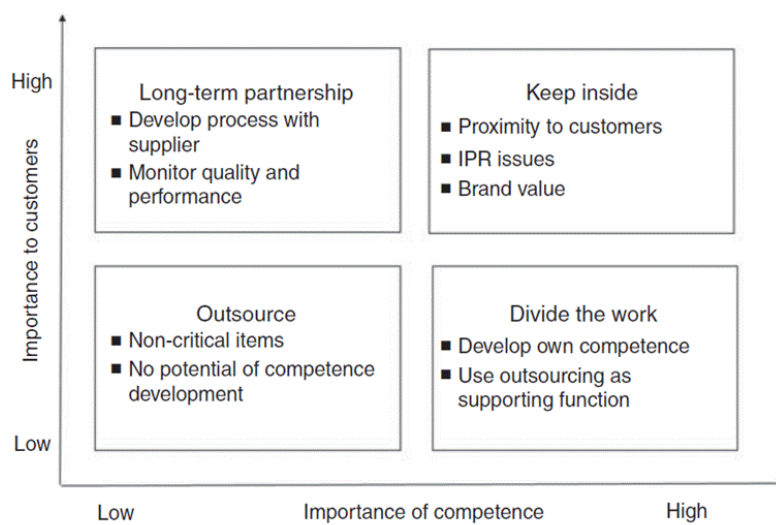 High
Long-term partnership
■ Develop process with
supplier
■ Monitor quality and
performance
Keep inside
■ Proximity to customers
■ IPR issues
■ Brand value
Importance to customers
Outsource
■ Non-critical items
■ No potential of competence
development
Divide the work
■ Develop own competence
■ Use outsourcing as
supporting function
Low
Low
Importance of competence
High